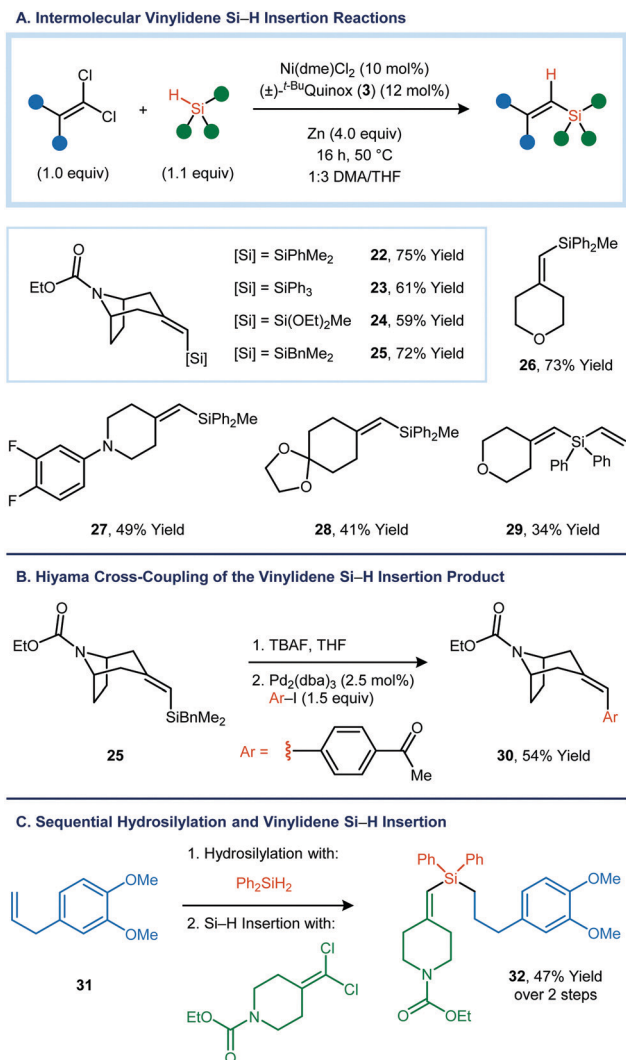 A. Intermolecular Vinylidene Si–H Insertion Reactions
Cl
Cl
(1.0 equiv)
+
H
Si
(1.1 equiv)
Ni(dme)Cl2 (10 mol%)
(±)-t-BuQuinox (3) (12 mol%)
Zn (4.0 equiv)
16 h, 50 °C
1:3 DMA/THF
H
Si
O
EtO
N
[Si]
[Si] = SiPhMe2 22, 75% Yield
[Si] = SiPh3 23, 61% Yield
[Si] = Si(OEt)2Me 24, 59% Yield
[Si] = SiBnMe2 25, 72% Yield
SiPh2Me
O
26, 73% Yield
F
F
N
SiPh2Me
27, 49% Yield
O
O
SiPh2Me
28, 41% Yield
O
Si
Ph
Ph
29, 34% Yield
B. Hiyama Cross-Coupling of the Vinylidene Si–H Insertion Product
O
EtO
N
SiBnMe2
25
1. TBAF, THF
2. Pd2(dba)3 (2.5 mol%)
Ar–I (1.5 equiv)
Ar =
O
Me
O
EtO
N
Ar
30, 54% Yield
C. Sequential Hydrosilylation and Vinylidene Si–H Insertion
OMe
OMe
31
1. Hydrosilylation with:
Ph2SiH2
2. Si–H Insertion with:
Cl
Cl
N
EtO
O
Ph
Ph
Si
N
O
OEt
OMe
OMe
32, 47% Yield
over 2 steps